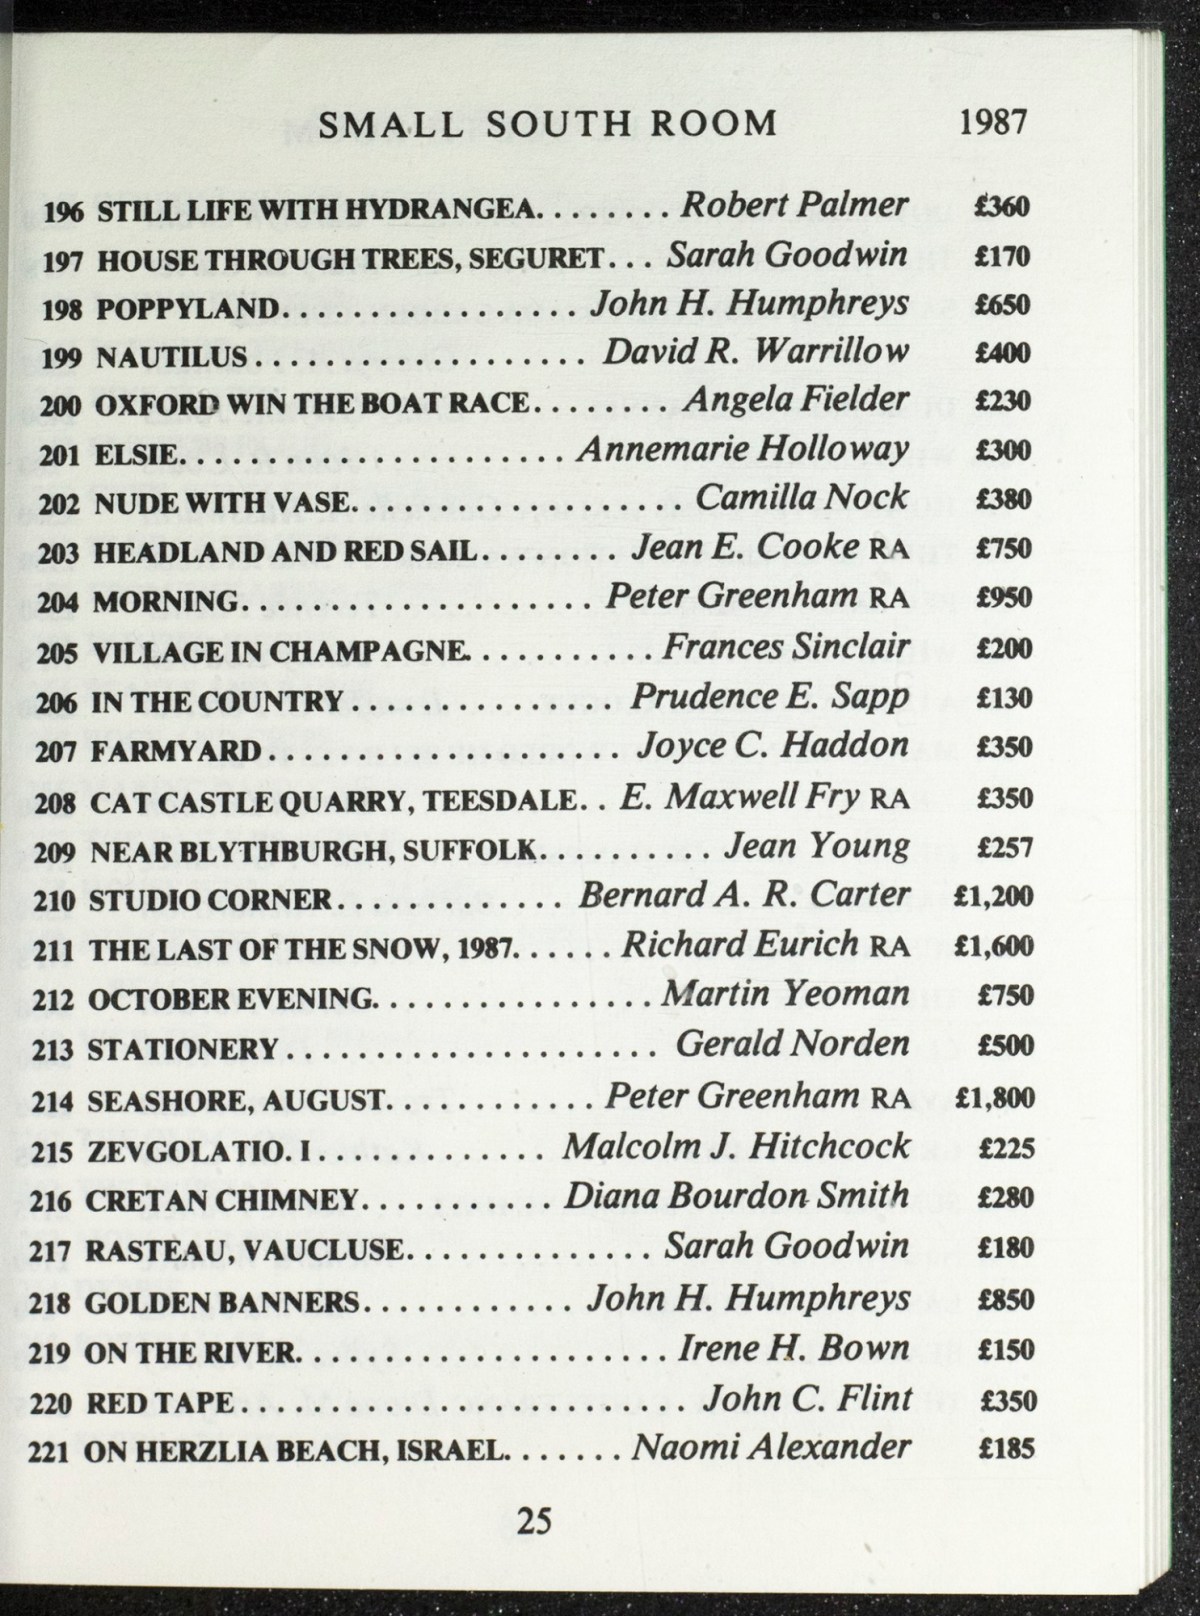 SMALL SOUTH ROOM 1987
196 STILL LIFE WITH HYDRANGEA........ Robert Palmer £360
197 HOUSE THROUGH TREES, SEGURET... Sarah Goodwin £170
198 POPPYLAND................. John H. Humphreys £650
199 NAUTILUS................... David R. Warrillow £400
200 OXFORD WIN THE BOAT RACE........ Angela Fielder £230
201 ELSIE...................... Annemarie Holloway £300
202 NUDE WITH VASE................... Camilla Nock £380
203 HEADLAND AND RED SAIL........ Jean E. Cooke RA £750
204 MORNING.................... Peter Greenham RA £950
205 VILLAGE IN CHAMPAGNE........... Frances Sinclair £200
206 IN THE COUNTRY............... Prudence E. Sapp £130
207 FARMYARD.................... Joyce C. Haddon £350
208 CAT CASTLE QUARRY, TEESDALE.. E. Maxwell Fry RA £350
209 NEAR BLYTHBURGH, SUFFOLK.......... Jean Young £257
210 STUDIO CORNER............. Bernard A. R. Carter £1,200
211 THE LAST OF THE SNOW, 1987...... Richard Eurich RA £1,600
212 OCTOBER EVENING................ Martin Yeoman £750
213 STATIONERY..................... Gerald Norden £500
214 SEASHORE, AUGUST............ Peter Greenham RA £1,800
215 ZEVGOLATIO. I............. Malcolm J. Hitchcock £225
216 CRETAN CHIMNEY........... Diana Bourdon Smith £280
217 RASTEAU, VAUCLUSE.............. Sarah Goodwin £180
218 GOLDEN BANNERS............ John H. Humphreys £850
219 ON THE RIVER..................... Irene H. Bown £150
220 RED TAPE.......................... John C. Flint £350
221 ON HERZLIA BEACH, ISRAEL....... Naomi Alexander £185
25